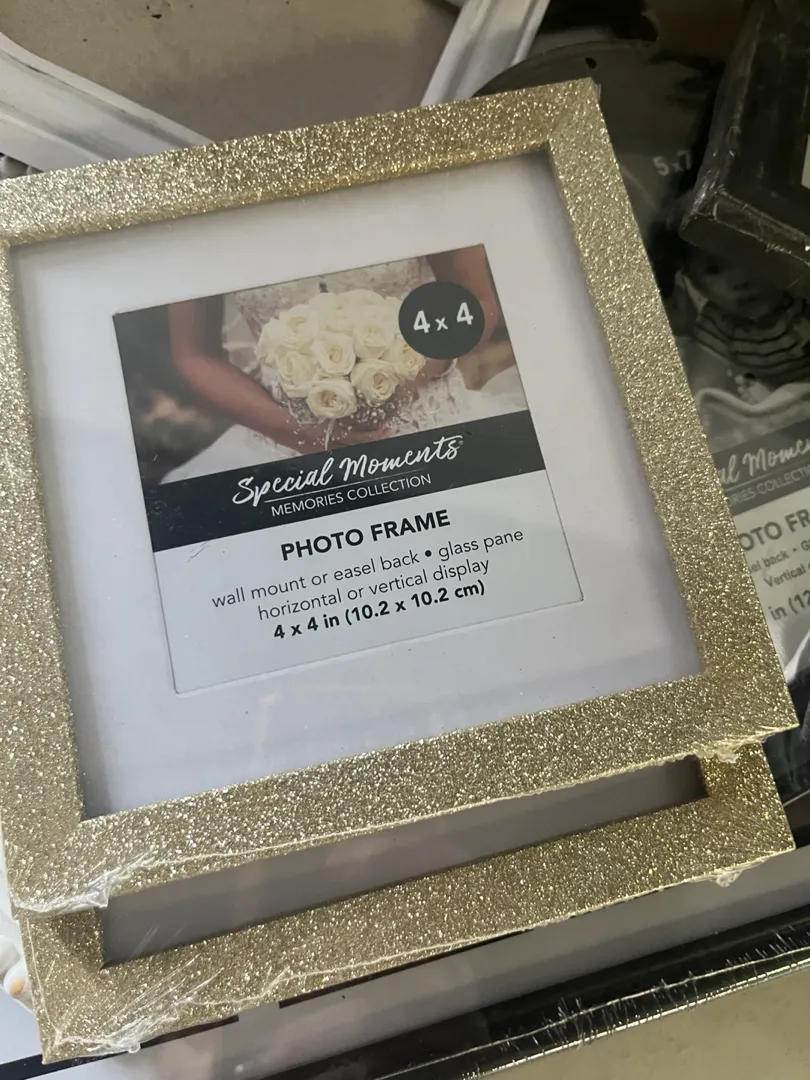 5x7
4 x 4
Special Moments
MEMORIES COLLECTION
PHOTO FRAME
wall mount or easel back • glass pane
horizontal or vertical display
4 x 4 in (10.2 x 10.2 cm)